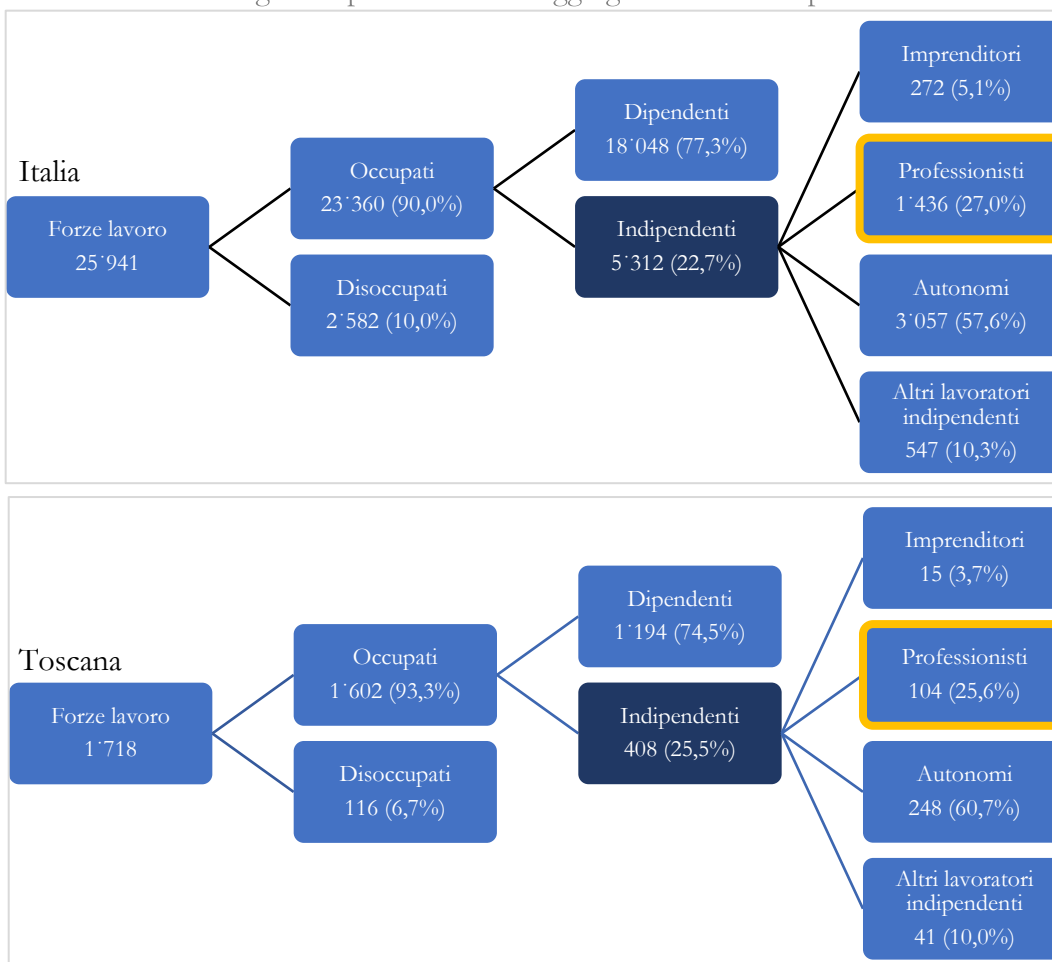 Italia
Forze lavoro
25˙941
Occupati
23˙360 (90,0%)
Disoccupati
2˙582 (10,0%)
Dipendenti
18˙048 (77,3%)
Indipendenti
5˙312 (22,7%)
Imprenditori
272 (5,1%)
Professionisti
1˙436 (27,0%)
Autonomi
3˙057 (57,6%)
Altri lavoratori
indipendenti
547 (10,3%)
Toscana
Forze lavoro
1˙718
Occupati
1˙602 (93,3%)
Disoccupati
116 (6,7%)
Dipendenti
1˙194 (74,5%)
Indipendenti
408 (25,5%)
Imprenditori
15 (3,7%)
Professionisti
104 (25,6%)
Autonomi
248 (60,7%)
Altri lavoratori
indipendenti
41 (10,0%)